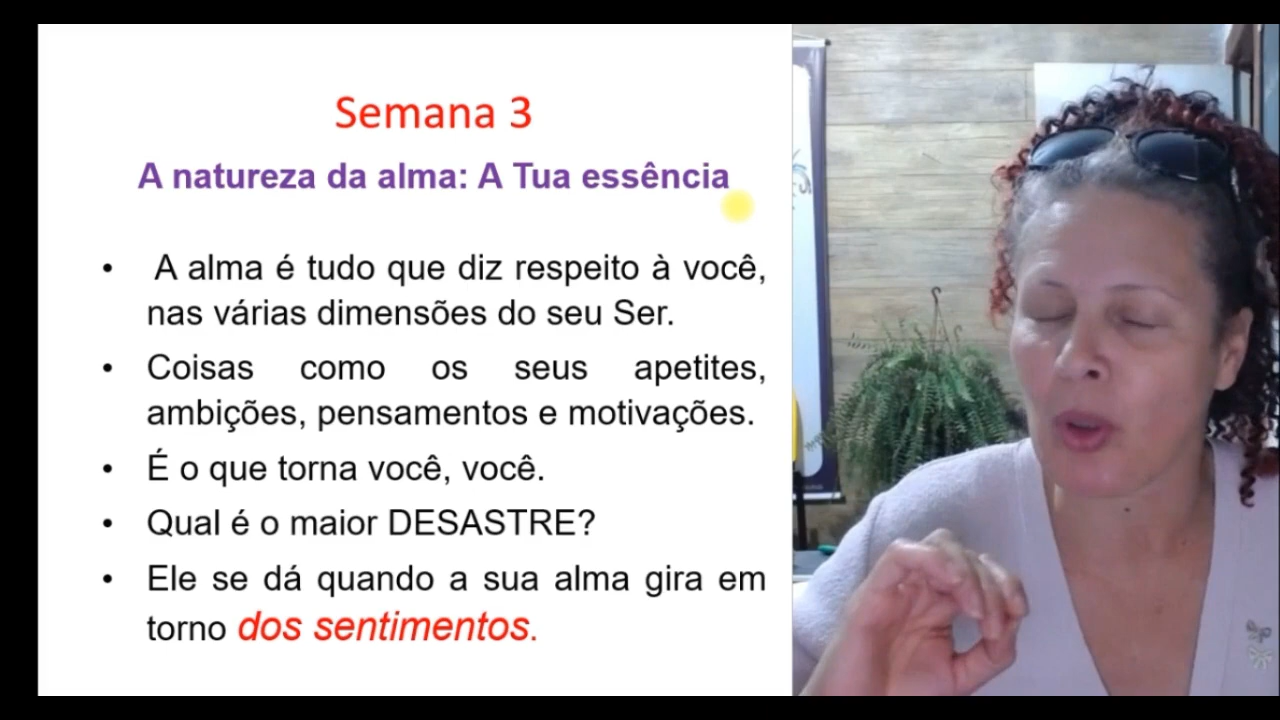 Semana 3
A natureza da alma: A Tua essência
• A alma é tudo que diz respeito à você,
nas várias dimensões do seu Ser.
• Coisas como os seus apetites,
ambições, pensamentos e motivações.
• É o que torna você, você.
• Qual é o maior DESASTRE?
• Ele se dá quando a sua alma gira em
torno dos sentimentos.